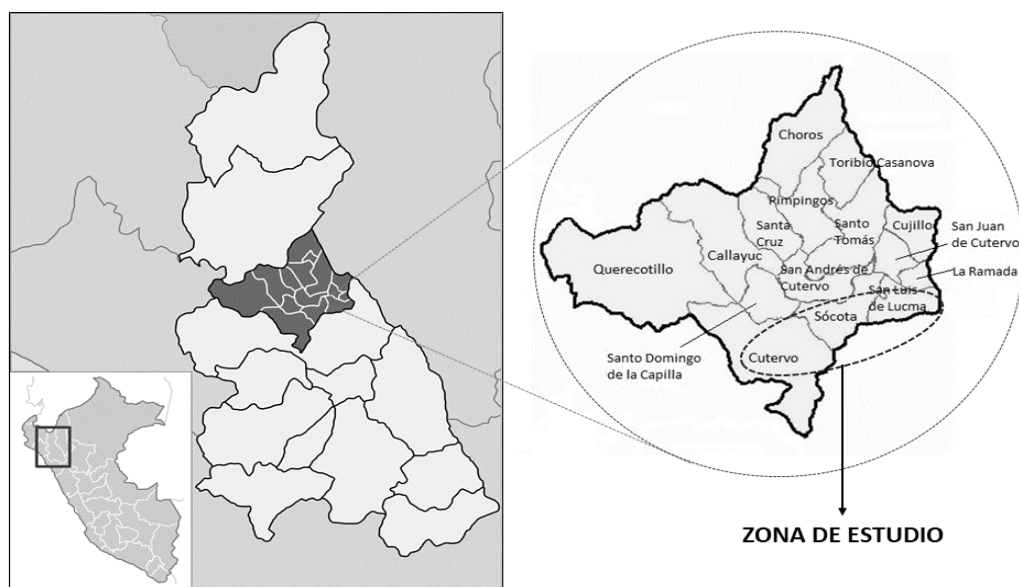 Choros
Toribio Casanova
Pimpingos
Santa
Cruz
Santo
Tomás
Cujillo
San Juan
de Cutervo
Querecotillo
Callayuc
San Andrés de
Cutervo
La Ramada
San Luis
de Lucma
Sócota
Santo Domingo
de la Capilla
Cutervo
ZONA DE ESTUDIO